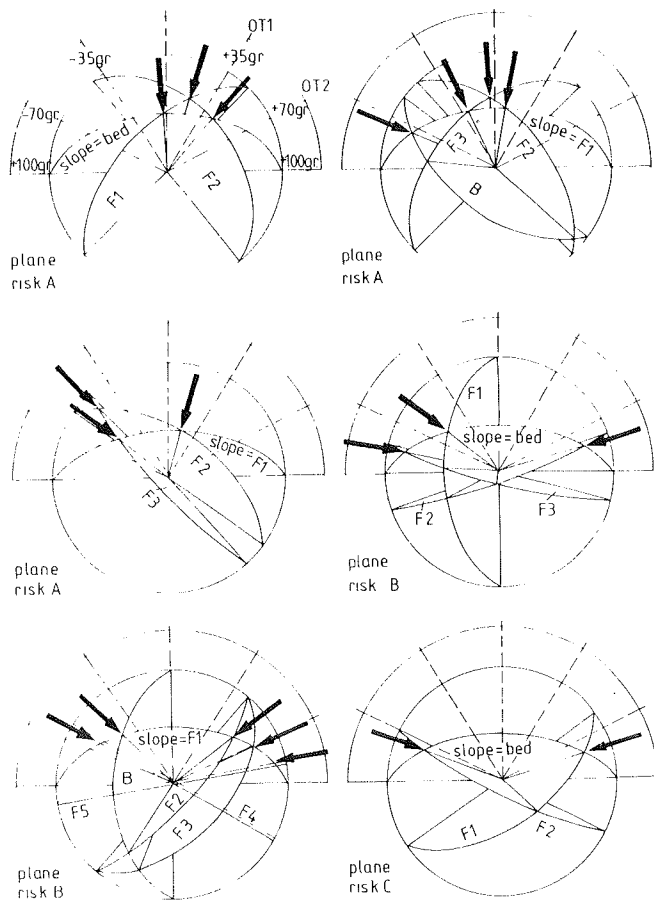 OT1
-35gr
+35gr
OT2
-70gr
+70gr
slope=bed
+100gr
+100gr
F1
F2
plane
risk A
F3
F2
slope=F1
B
plane
risk A
slope=F1
F2
F3
plane
risk A
F1
slope=bed
F2
F3
plane
risk B
slope=F1
B
F5
F2
F3
F4
plane
risk B
slope=bed
F1
F2
plane
risk C